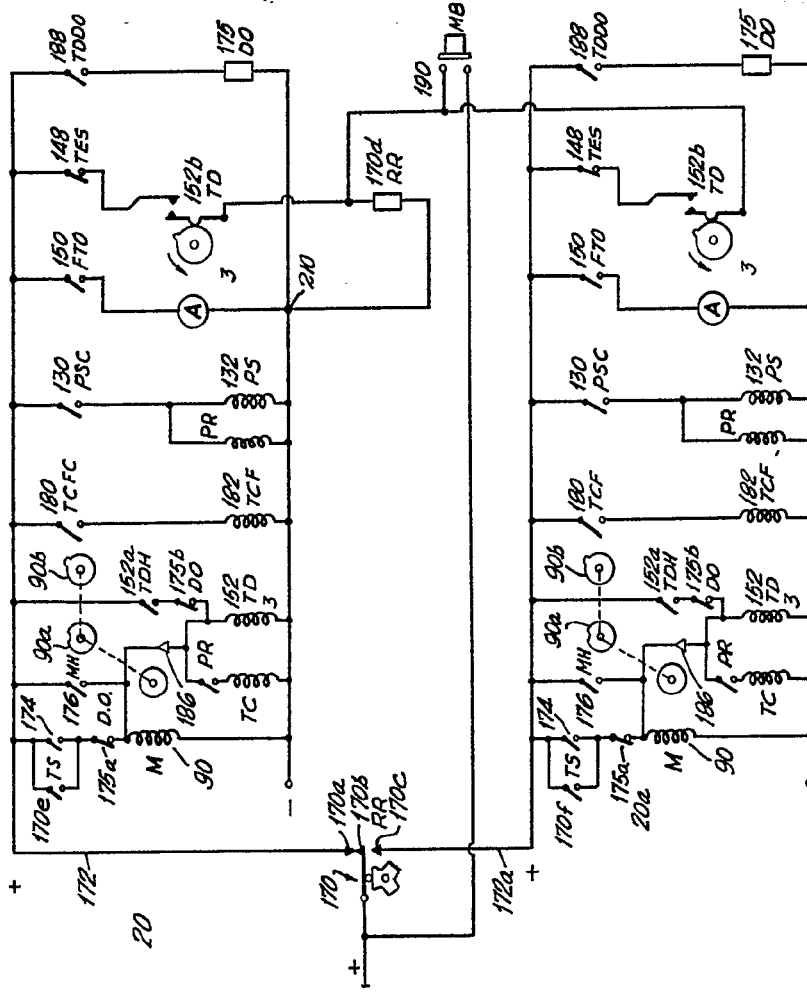 188
TDDO
175
DO
MB
190
188
TDDO
175
DO
148
TES
152b
TD
170d
RR
148
TES
152b
TD
150
FTO
3
A
210
150
FTO
3
A
130
PSC
132
PS
PR
130
PSC
132
PS
PR
180
TCFC
182
TCF
180
TCF
182
TCF
90b
152a
TDH
175b
DO
152
TD
3
90b
152a
TDH
175b
DO
152
TD
3
90a
MH
176
186
PR
TC
90a
MH
176
186
PR
TC
174
TS
D.O.
175a
M
90
174
TS
175a
20a
M
90
170e
–
170f
170a
170b
RR
170c
170
+
172
20
172a
+
+